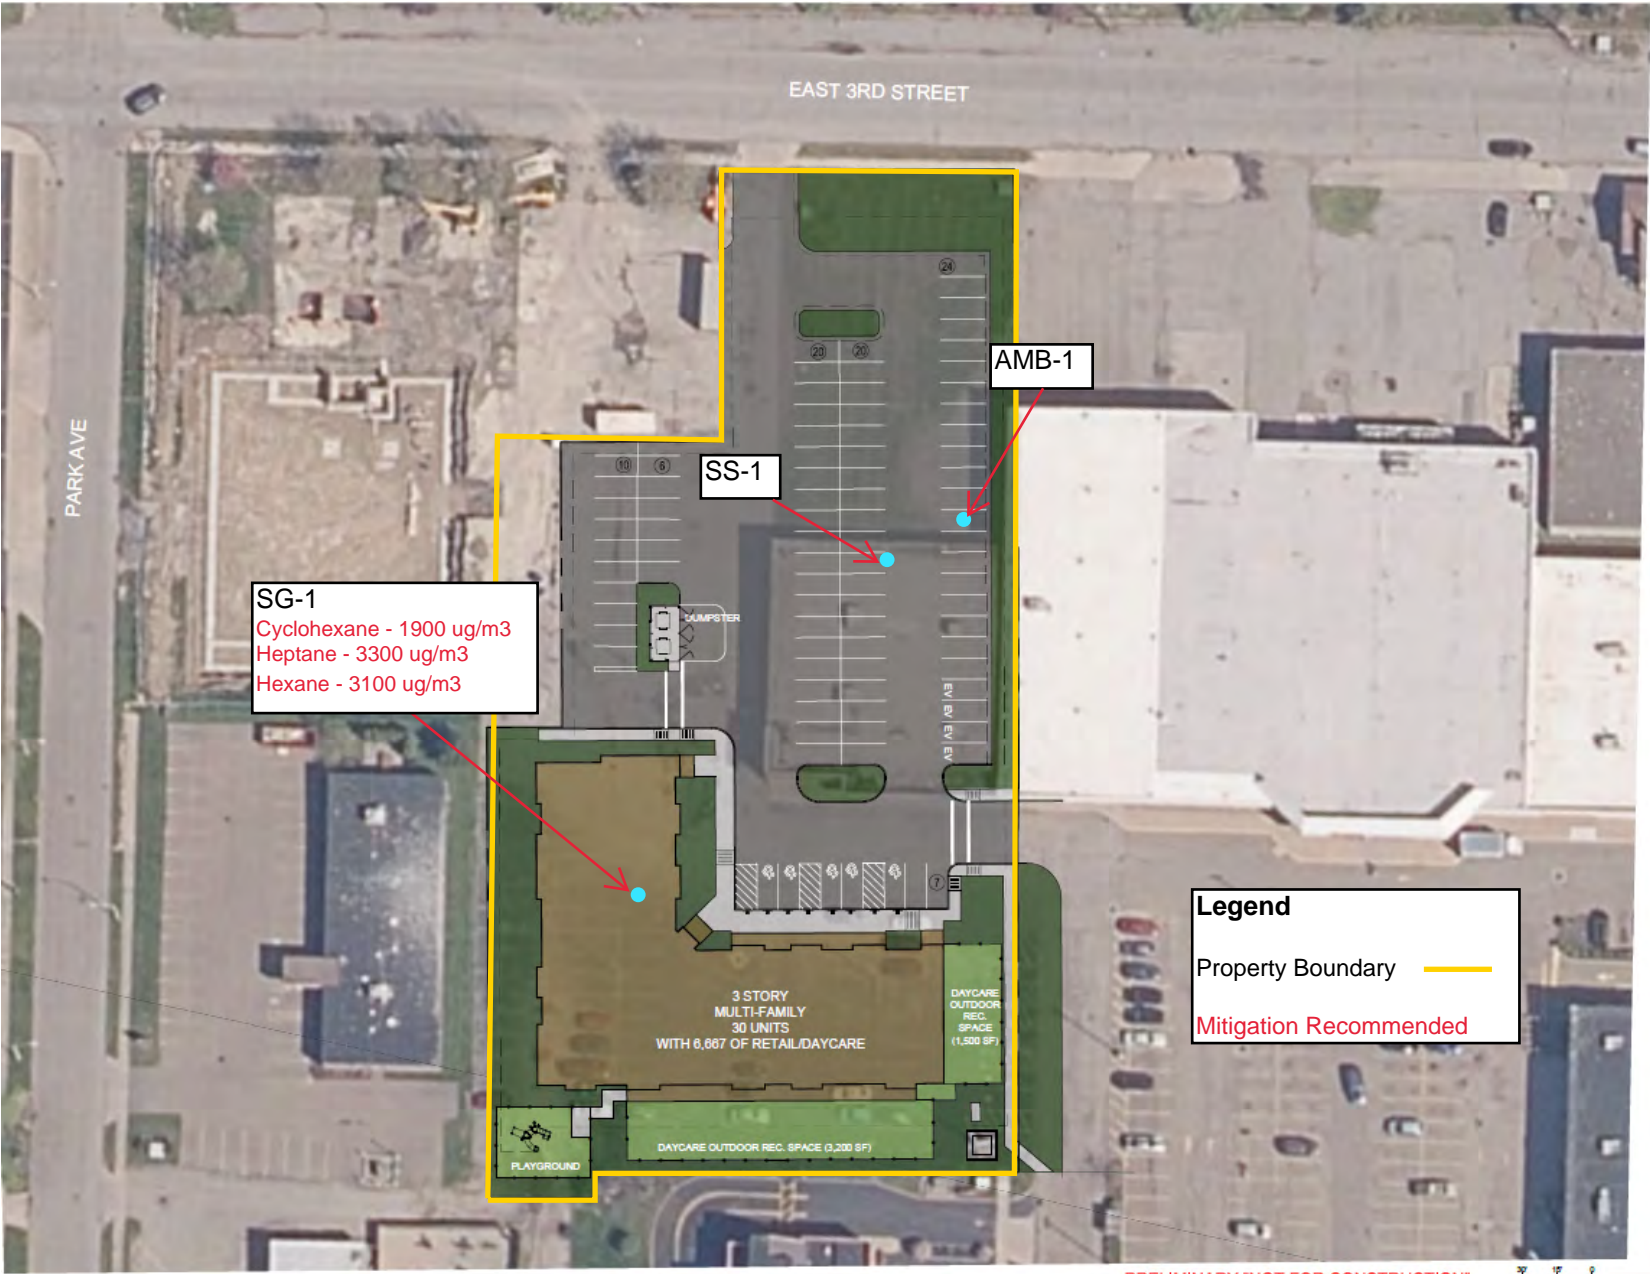 EAST 3RD STREET
PARK AVE
24
20
20
AMB-1
10
6
SS-1
SG-1
Cyclohexane - 1900 ug/m3
Heptane - 3300 ug/m3
Hexane - 3100 ug/m3
DUMPSTER
EV
EV
EV
EV
7
Legend
Property Boundary
Mitigation Recommended
3 STORY
MULTI-FAMILY
30 UNITS
WITH 6,667 OF RETAIL/DAYCARE
DAYCARE
OUTDOOR
REC.
SPACE
(1,500 SF)
DAYCARE OUTDOOR REC. SPACE (3,200 SF)
PLAYGROUND
30' 15' 0